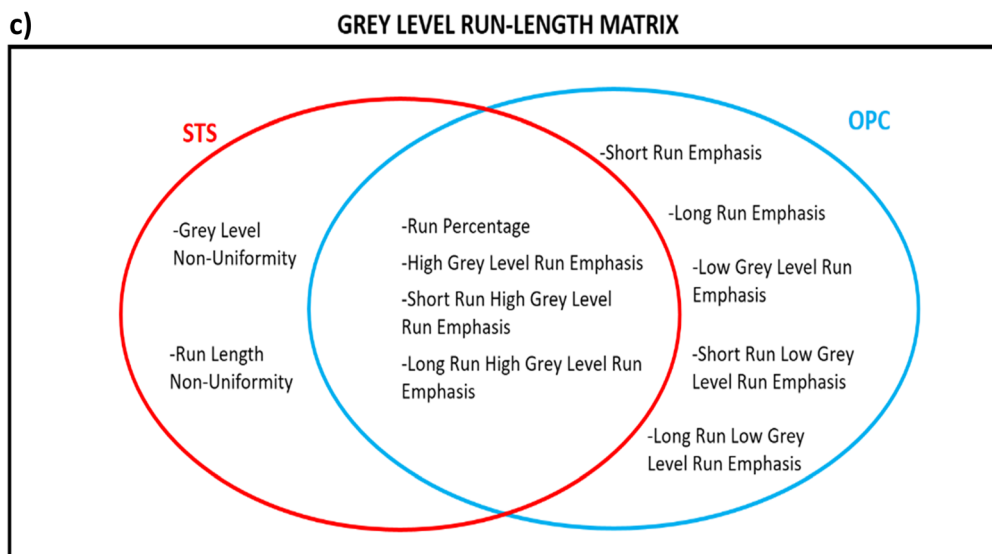 c)
GREY LEVEL RUN-LENGTH MATRIX
STS
OPC
-Grey Level
Non-Uniformity
-Run Length
Non-Uniformity
-Run Percentage
-High Grey Level Run Emphasis
-Short Run High Grey Level
Run Emphasis
-Long Run High Grey Level Run
Emphasis
-Short Run Emphasis
-Long Run Emphasis
-Low Grey Level Run
Emphasis
-Short Run Low Grey
Level Run Emphasis
-Long Run Low Grey
Level Run Emphasis